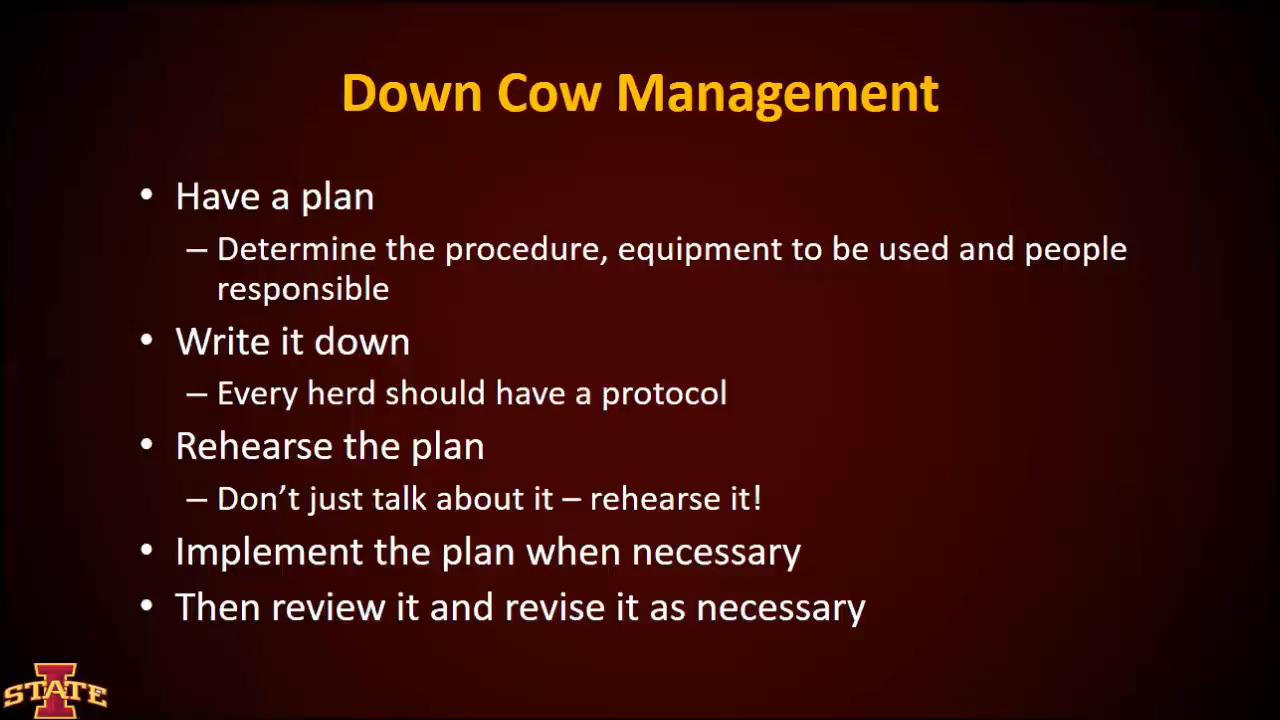 Down Cow Management
• Have a plan
– Determine the procedure, equipment to be used and people
responsible
• Write it down
– Every herd should have a protocol
• Rehearse the plan
– Don’t just talk about it – rehearse it!
• Implement the plan when necessary
• Then review it and revise it as necessary
I STATE